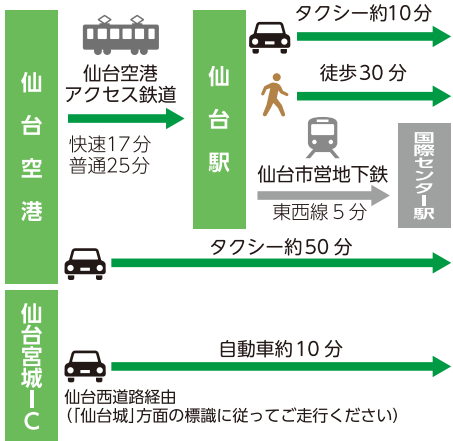 仙台空港
仙台空港
アクセス鉄道
快速17分
普通25分
仙台駅
タクシー約10分
徒歩30分
仙台市営地下鉄
東西線5分
国際センター駅
タクシー約50分
仙台宮城IC
自動車約10分
仙台西道路経由
（「仙台城」方面の標識に従ってご走行ください）